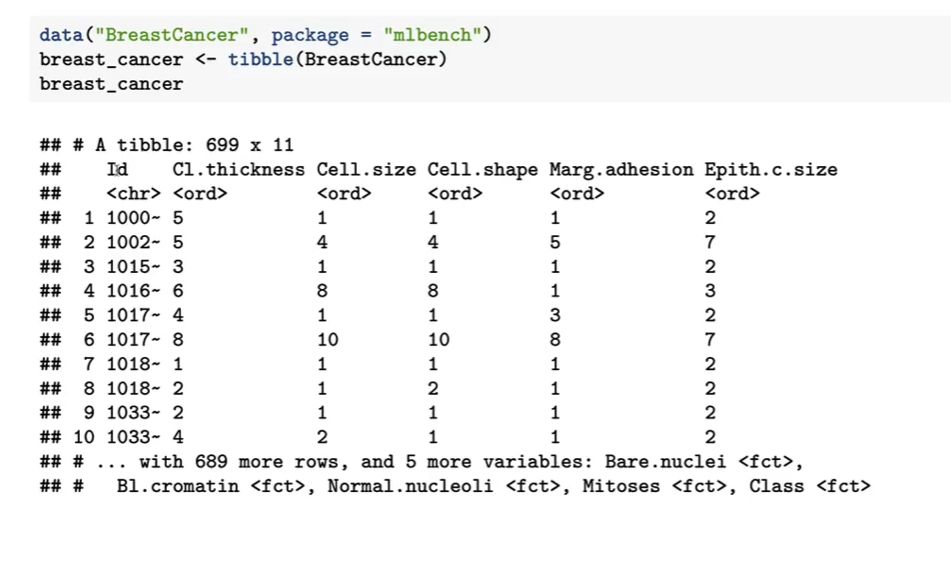 data("BreastCancer", package = "mlbench")
breast_cancer <- tibble(BreastCancer)
breast_cancer
## # A tibble: 699 x 11
##    Id    Cl.thickness Cell.size Cell.shape Marg.adhesion Epith.c.size
##    <chr> <ord>        <ord>     <ord>      <ord>         <ord>
##  1 1000~ 5            1         1          1             2
##  2 1002~ 5            4         4          5             7
##  3 1015~ 3            1         1          1             2
##  4 1016~ 6            8         8          1             3
##  5 1017~ 4            1         1          3             2
##  6 1017~ 8            10        10         8             7
##  7 1018~ 1            1         1          1             2
##  8 1018~ 2            1         2          1             2
##  9 1033~ 2            1         1          1             2
## 10 1033~ 4            2         1          1             2
## # ... with 689 more rows, and 5 more variables: Bare.nuclei <fct>,
## #   Bl.cromatin <fct>, Normal.nucleoli <fct>, Mitoses <fct>, Class <fct>